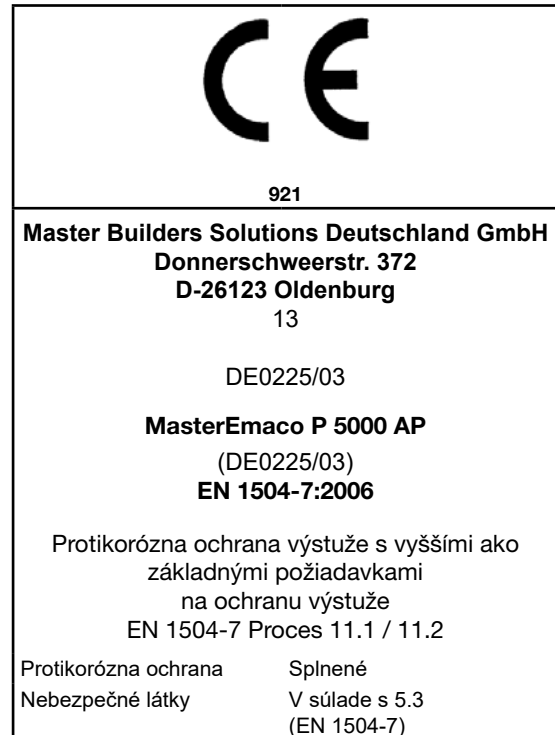 CE
921
Master Builders Solutions Deutschland GmbH
Donnerschweerstr. 372
D-26123 Oldenburg
13
DE0225/03
MasterEmaco P 5000 AP
(DE0225/03)
EN 1504-7:2006
Protikorózna ochrana výstuže s vyššími ako
základnými požiadavkami
na ochranu výstuže
EN 1504-7 Proces 11.1 / 11.2
Protikorózna ochrana Splnené
Nebezpečné látky V súlade s 5.3
(EN 1504-7)